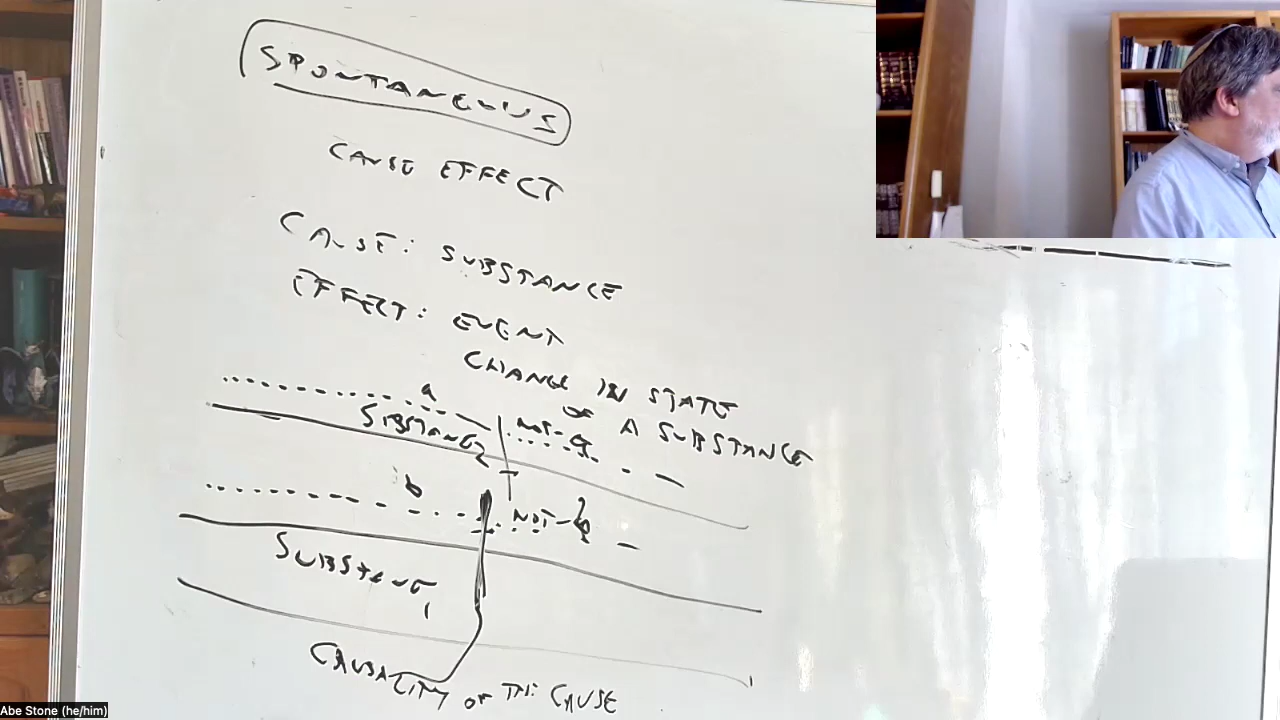 SPONTANEOUS
CAUSE EFFECT
CAUSE: SUBSTANCE
EFFECT: EVENT
CHANGE IN STATE
OF A SUBSTANCE
a
NOT-a
SUBSTANCE 2
b
NOT-b
SUBSTANCE 1
CAUSALITY OF THE CAUSE
Abe Stone (he/him)